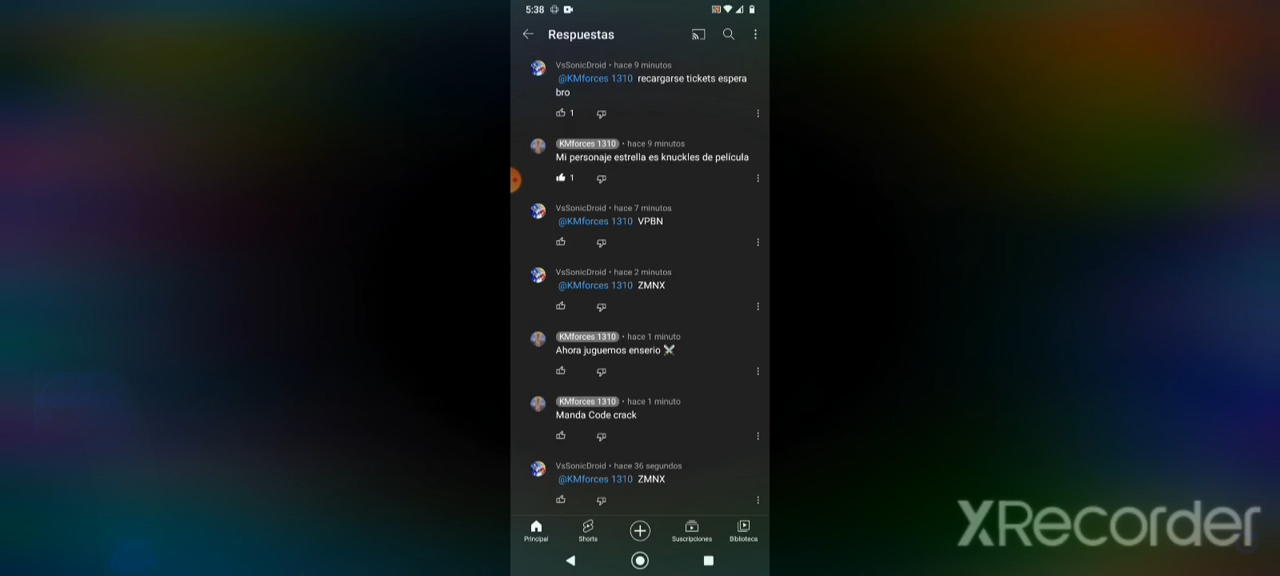 5:38
Respuestas
VsSonicDroid • hace 9 minutos
@KMforces 1310 recargarse tickets espera
bro
1
KMforces 1310 • hace 9 minutos
Mi personaje estrella es knuckles de película
1
VsSonicDroid • hace 7 minutos
@KMforces 1310 VPBN
VsSonicDroid • hace 2 minutos
@KMforces 1310 ZMNX
KMforces 1310 • hace 1 minuto
Ahora juguemos enserio ⚔
KMforces 1310 • hace 1 minuto
Manda Code crack
VsSonicDroid • hace 36 segundos
@KMforces 1310 ZMNX
Principal Shorts Suscripciones Biblioteca
XRecorder